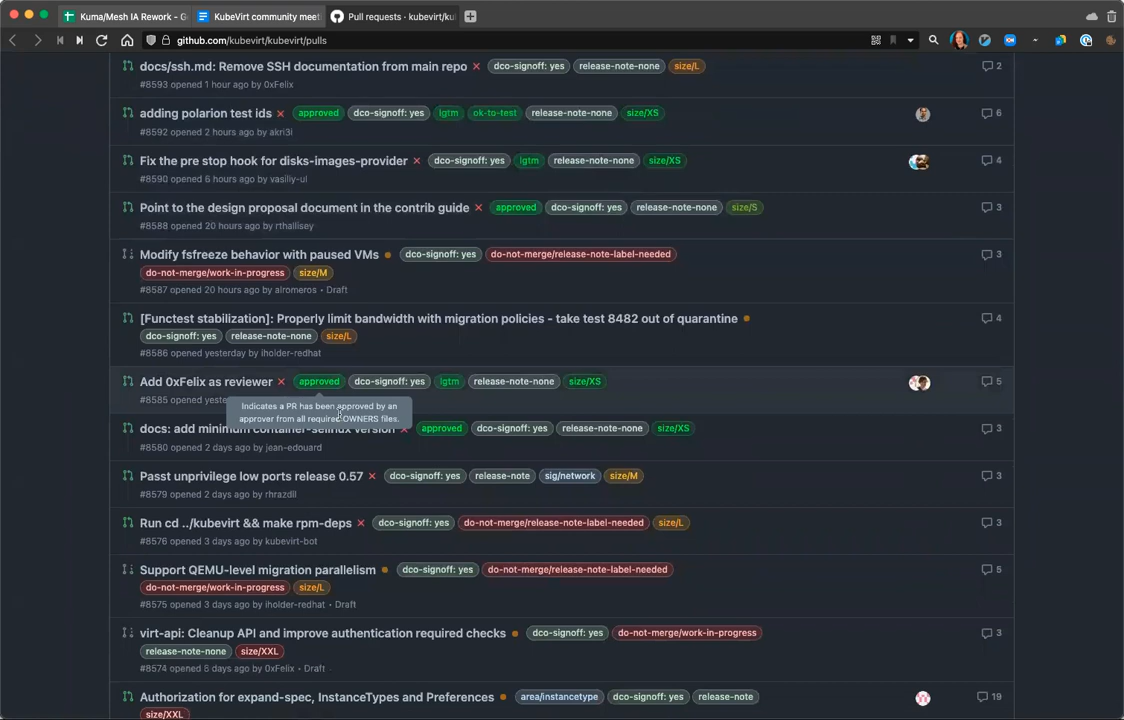 Kuma/Mesh IA Rework - G
KubeVirt community meet
Pull requests · kubevirt/ku
github.com/kubevirt/kubevirt/pulls
docs/ssh.md: Remove SSH documentation from main repo dco-signoff: yes release-note-none size/L 2
#8593 opened 1 hour ago by 0xFelix
adding polarion test ids approved dco-signoff: yes lgtm ok-to-test release-note-none size/XS 6
#8592 opened 2 hours ago by akri3i
Fix the pre stop hook for disks-images-provider dco-signoff: yes lgtm release-note-none size/XS 4
#8590 opened 6 hours ago by vasiliy-ul
Point to the design proposal document in the contrib guide approved dco-signoff: yes release-note-none size/S 3
#8588 opened 20 hours ago by rthallisey
Modify fsfreeze behavior with paused VMs dco-signoff: yes do-not-merge/release-note-label-needed 3
do-not-merge/work-in-progress size/M
#8587 opened 20 hours ago by alromeros • Draft
[Functest stabilization]: Properly limit bandwidth with migration policies - take test 8482 out of quarantine 4
dco-signoff: yes release-note-none size/L
#8586 opened yesterday by iholder-redhat
Add 0xFelix as reviewer approved dco-signoff: yes lgtm release-note-none size/XS 5
#8585 opened yeste
Indicates a PR has been approved by an
approver from all required OWNERS files.
docs: add minimum container-selinux version approved dco-signoff: yes release-note-none size/XS 3
#8580 opened 2 days ago by jean-edouard
Passt unprivilege low ports release 0.57 dco-signoff: yes release-note sig/network size/M 3
#8579 opened 2 days ago by rhrazdil
Run cd ../kubevirt && make rpm-deps dco-signoff: yes do-not-merge/release-note-label-needed size/L 3
#8576 opened 3 days ago by kubevirt-bot
Support QEMU-level migration parallelism dco-signoff: yes do-not-merge/release-note-label-needed 5
do-not-merge/work-in-progress size/L
#8575 opened 3 days ago by iholder-redhat • Draft
virt-api: Cleanup API and improve authentication required checks dco-signoff: yes do-not-merge/work-in-progress 3
release-note-none size/XXL
#8574 opened 8 days ago by 0xFelix • Draft
Authorization for expand-spec, InstanceTypes and Preferences area/instancetype dco-signoff: yes release-note 19
size/XXL